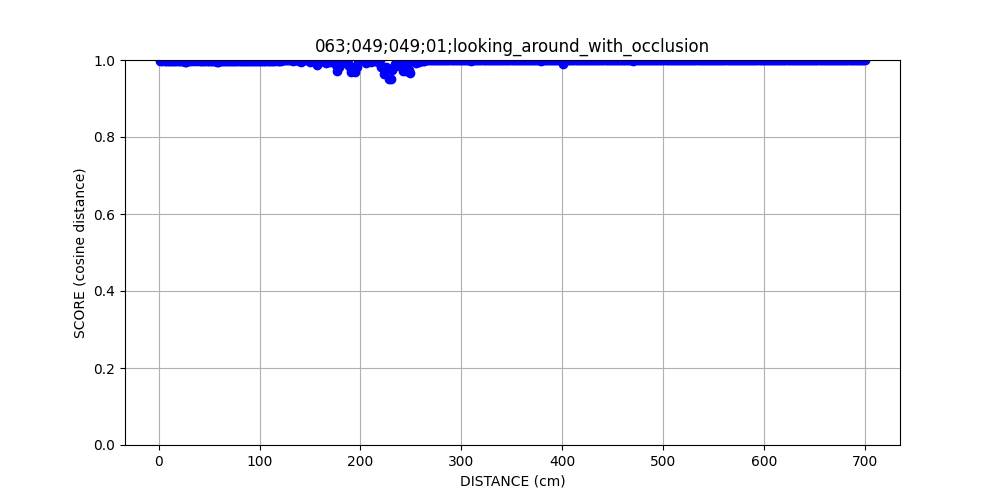 063;049;049;01;looking_around_with_occlusion
SCORE (cosine distance)
1.0
0.8
0.6
0.4
0.2
0.0
0 100 200 300 400 500 600 700
DISTANCE (cm)